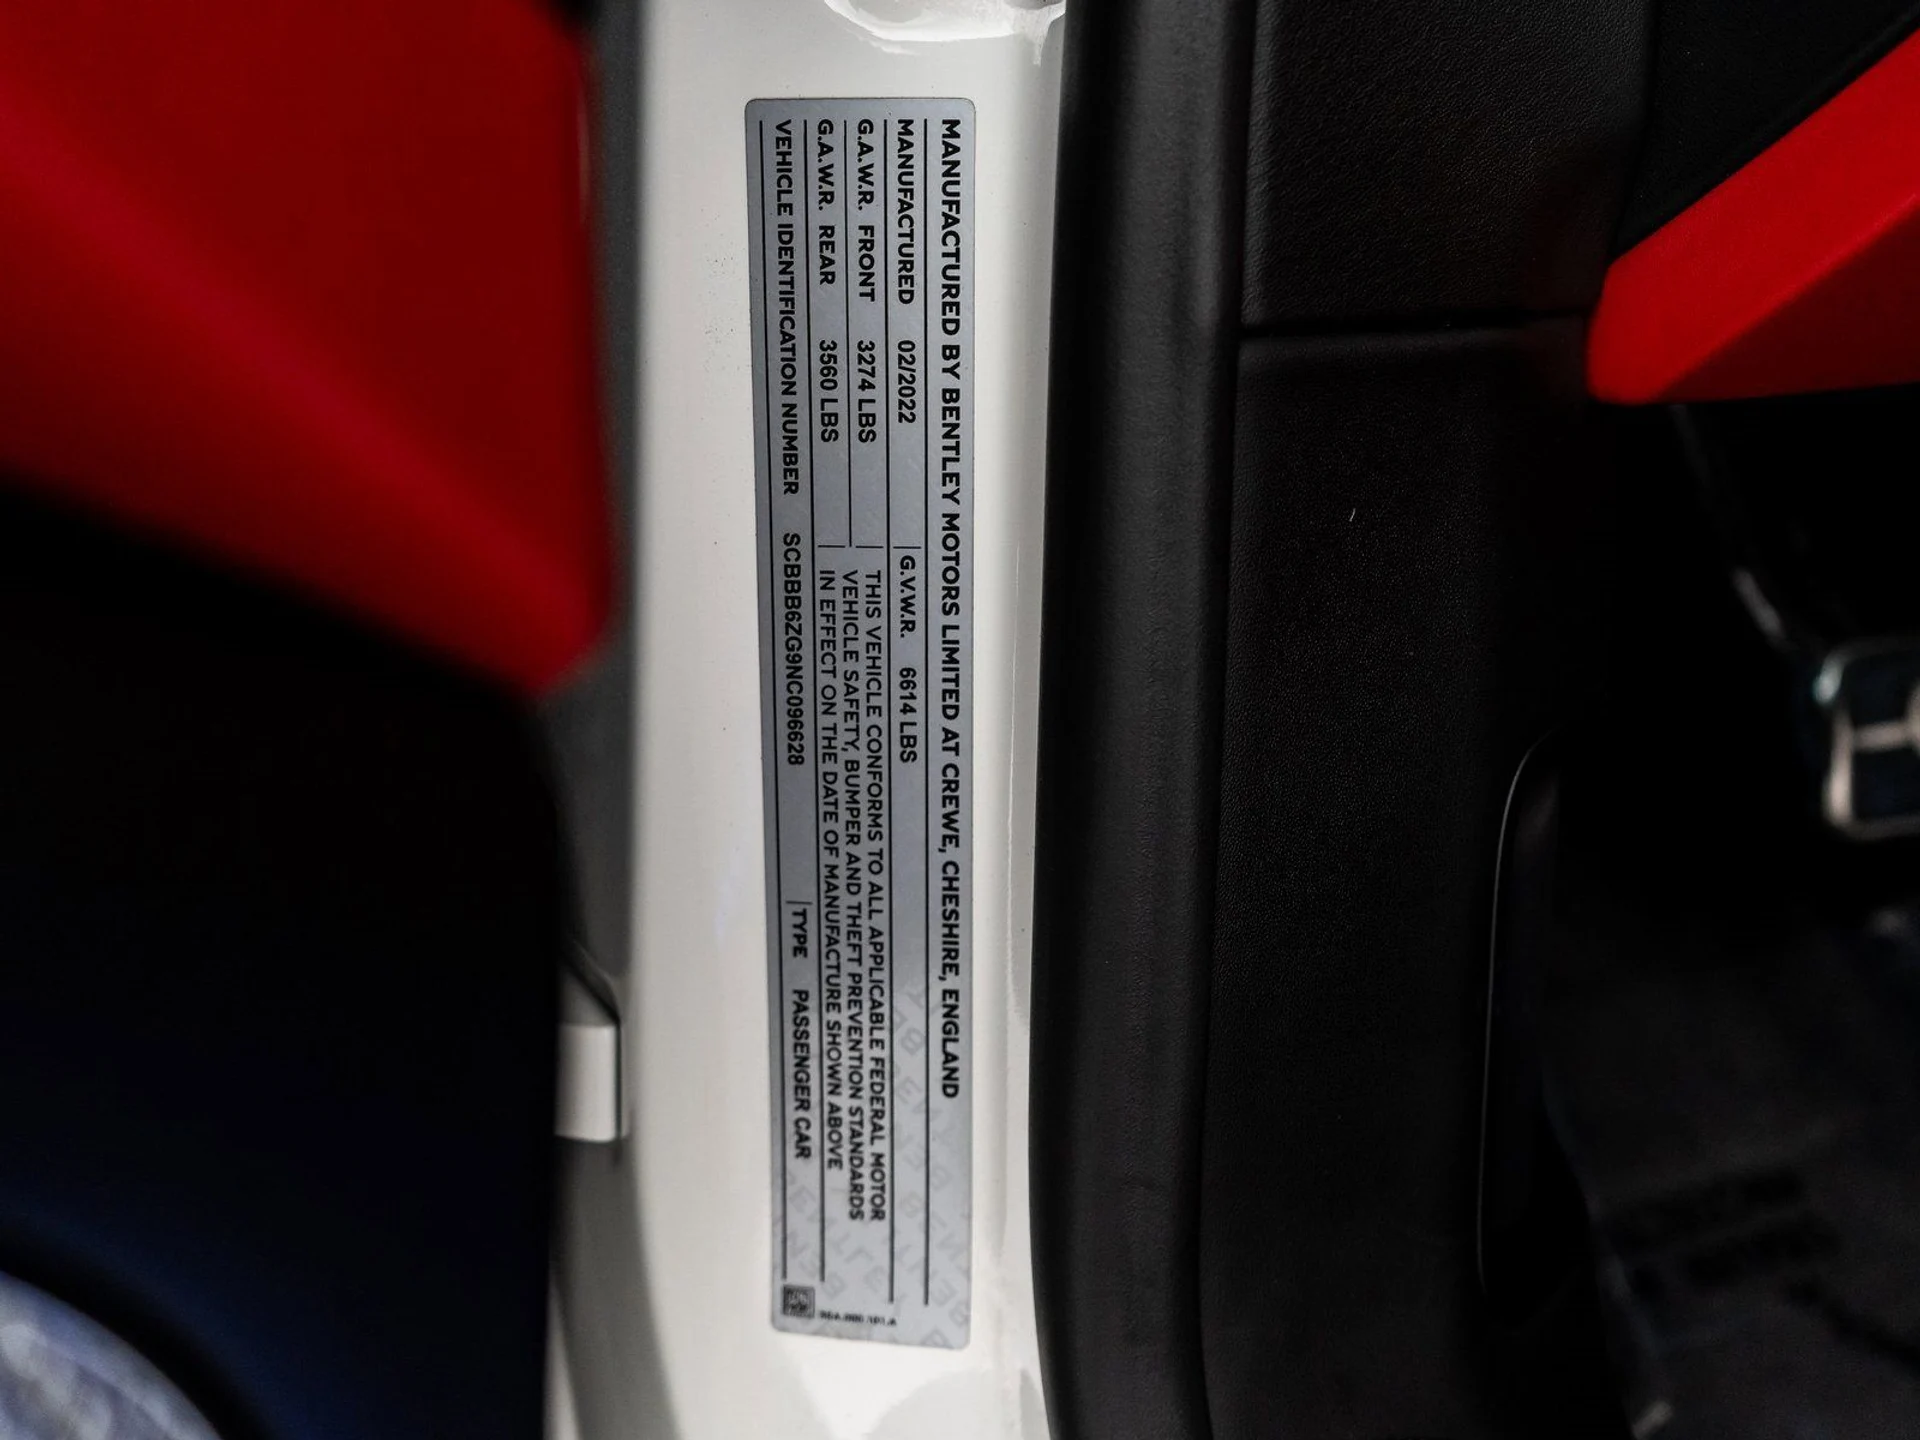 MANUFACTURED BY BENTLEY MOTORS LIMITED AT CREWE, CHESHIRE, ENGLAND
MANUFACTURED 02/2022 G.V.W.R. 6614 LBS
G.A.W.R. FRONT 3274 LBS
G.A.W.R. REAR 3560 LBS
THIS VEHICLE CONFORMS TO ALL APPLICABLE FEDERAL MOTOR
VEHICLE SAFETY, BUMPER AND THEFT PREVENTION STANDARDS
IN EFFECT ON THE DATE OF MANUFACTURE SHOWN ABOVE
VEHICLE IDENTIFICATION NUMBER SCBBB6ZG9NC096628 TYPE PASSENGER CAR